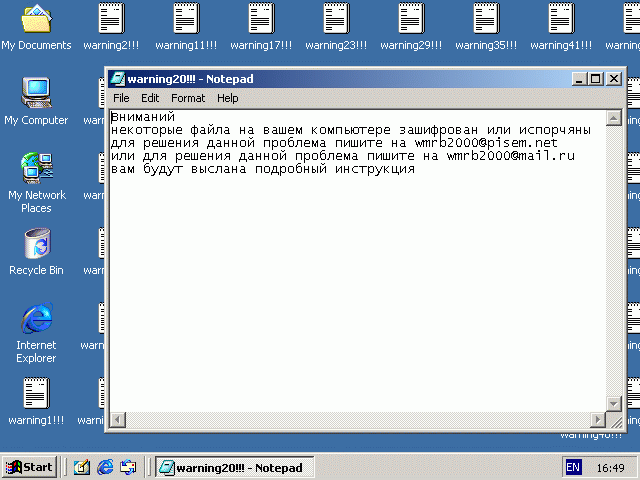 My Documents
warning2!!!
warning11!!!
warning17!!!
warning23!!!
warning29!!!
warning35!!!
warning41!!!
warning20!!! - Notepad
File Edit Format Help
Вниманий
некоторые файла на вашем компьютере зашифрован или испорчяны
для решения данной проблема пишите на wmrb2000@pisem.net
или для решения данной проблема пишите на wmrb2000@mail.ru
вам будут выслана подробный инструкция
My Computer
My Network
Places
Recycle Bin
Internet
Explorer
warning1!!!
Start
warning20!!! - Notepad
EN
16:49